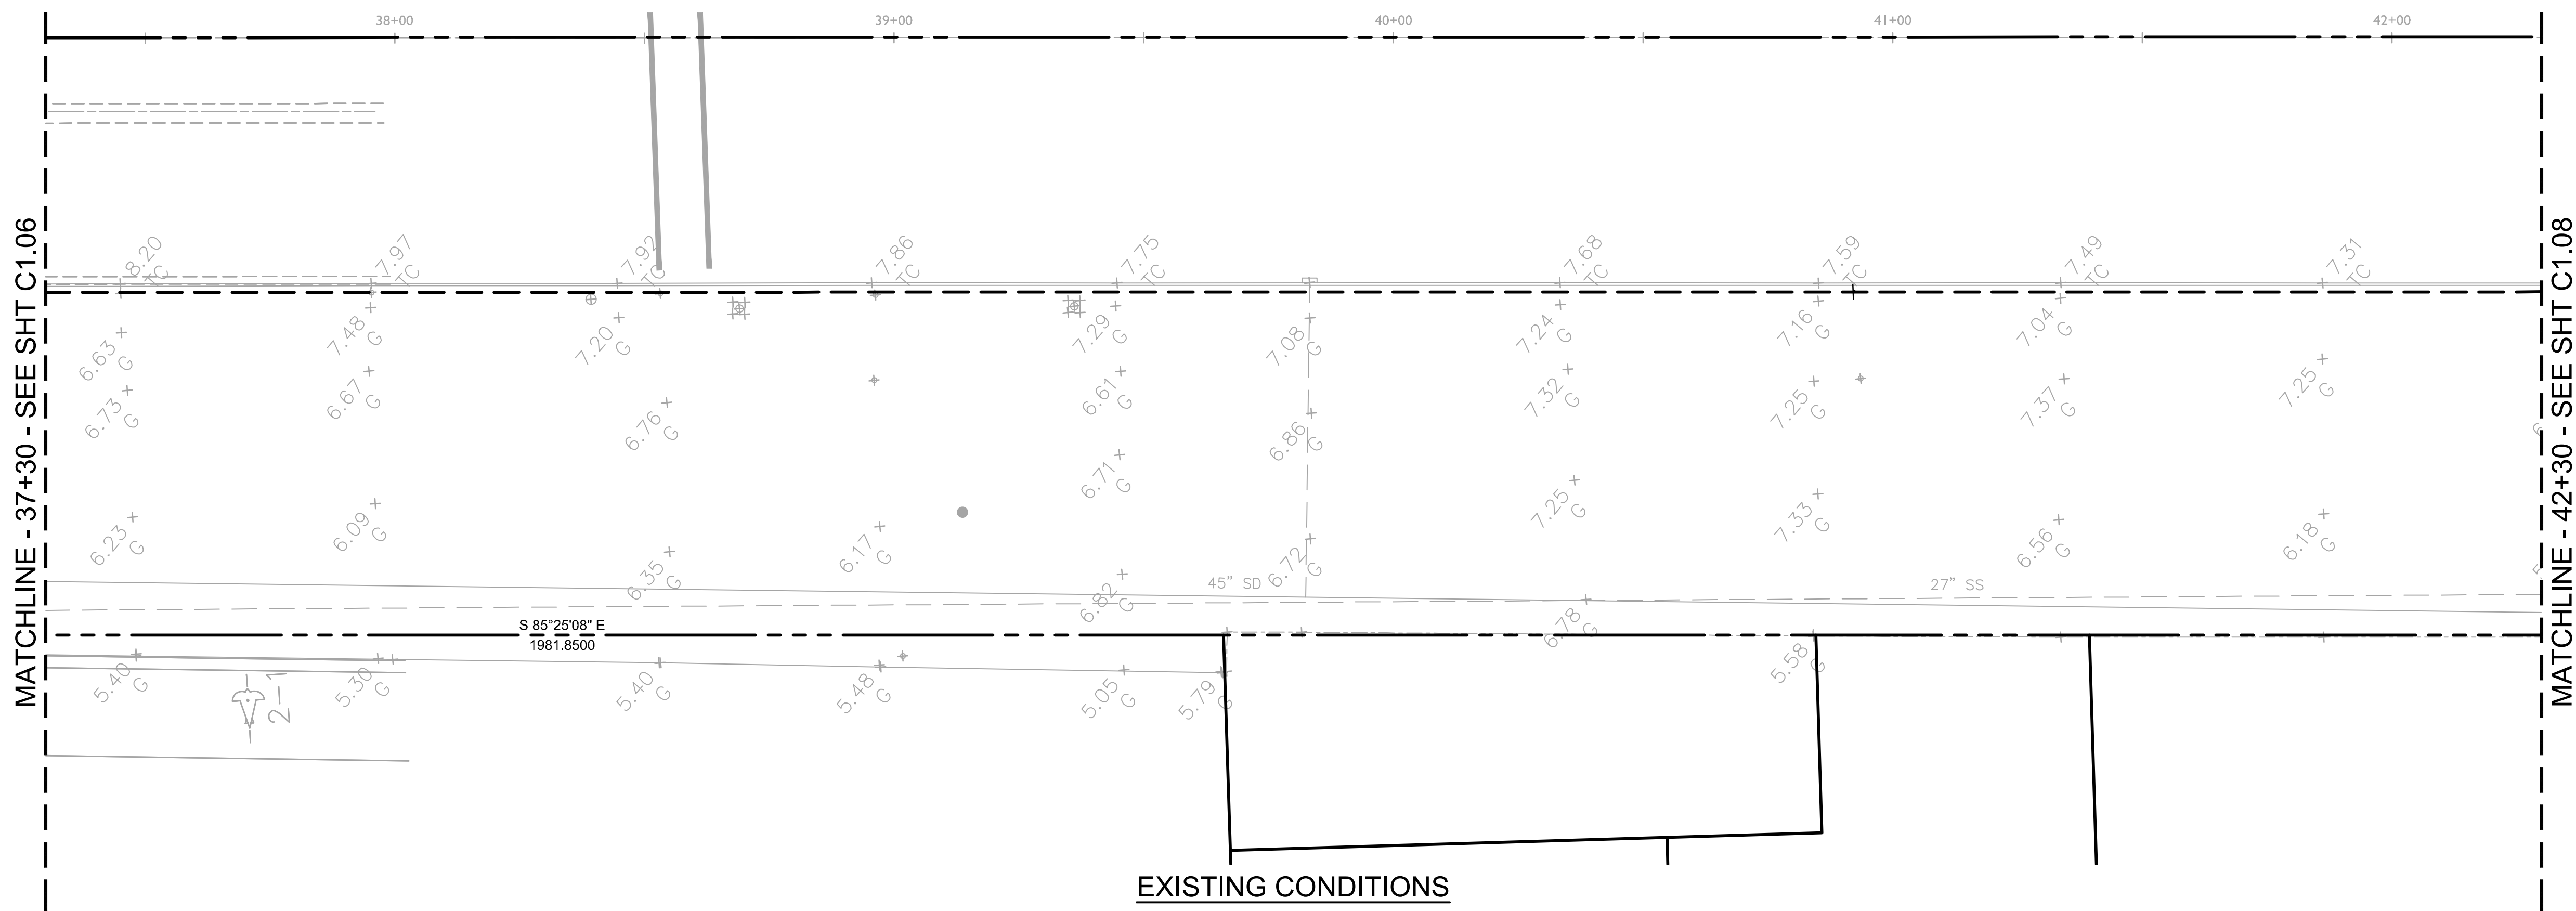 38+00 39+00 40+00 41+00 42+00
MATCHLINE - 37+30 - SEE SHT C1.06
MATCHLINE - 42+30 - SEE SHT C1.08
8.20 TC
7.97 TC
7.92 TC
7.86 TC
7.75 TC
7.68 TC
7.59 TC
7.49 TC
7.31 TC
6.63 G
7.48 G
7.20 G
7.29 G
7.08 G
7.24 G
7.16 G
7.04 G
6.73 G
6.67 G
6.76 G
6.61 G
6.86 G
7.32 G
7.25 G
7.37 G
7.25 G
6.71 G
6.23 G
6.09 G
6.35 G
6.17 G
6.82 G
6.72 G
7.25 G
7.33 G
6.56 G
6.18 G
45" SD
27" SS
6.78 G
S 85°25'08" E
1981.8500
5.40 G
2-1
5.30 G
5.40 G
5.48 G
5.05 G
5.79 G
5.58 G
EXISTING CONDITIONS